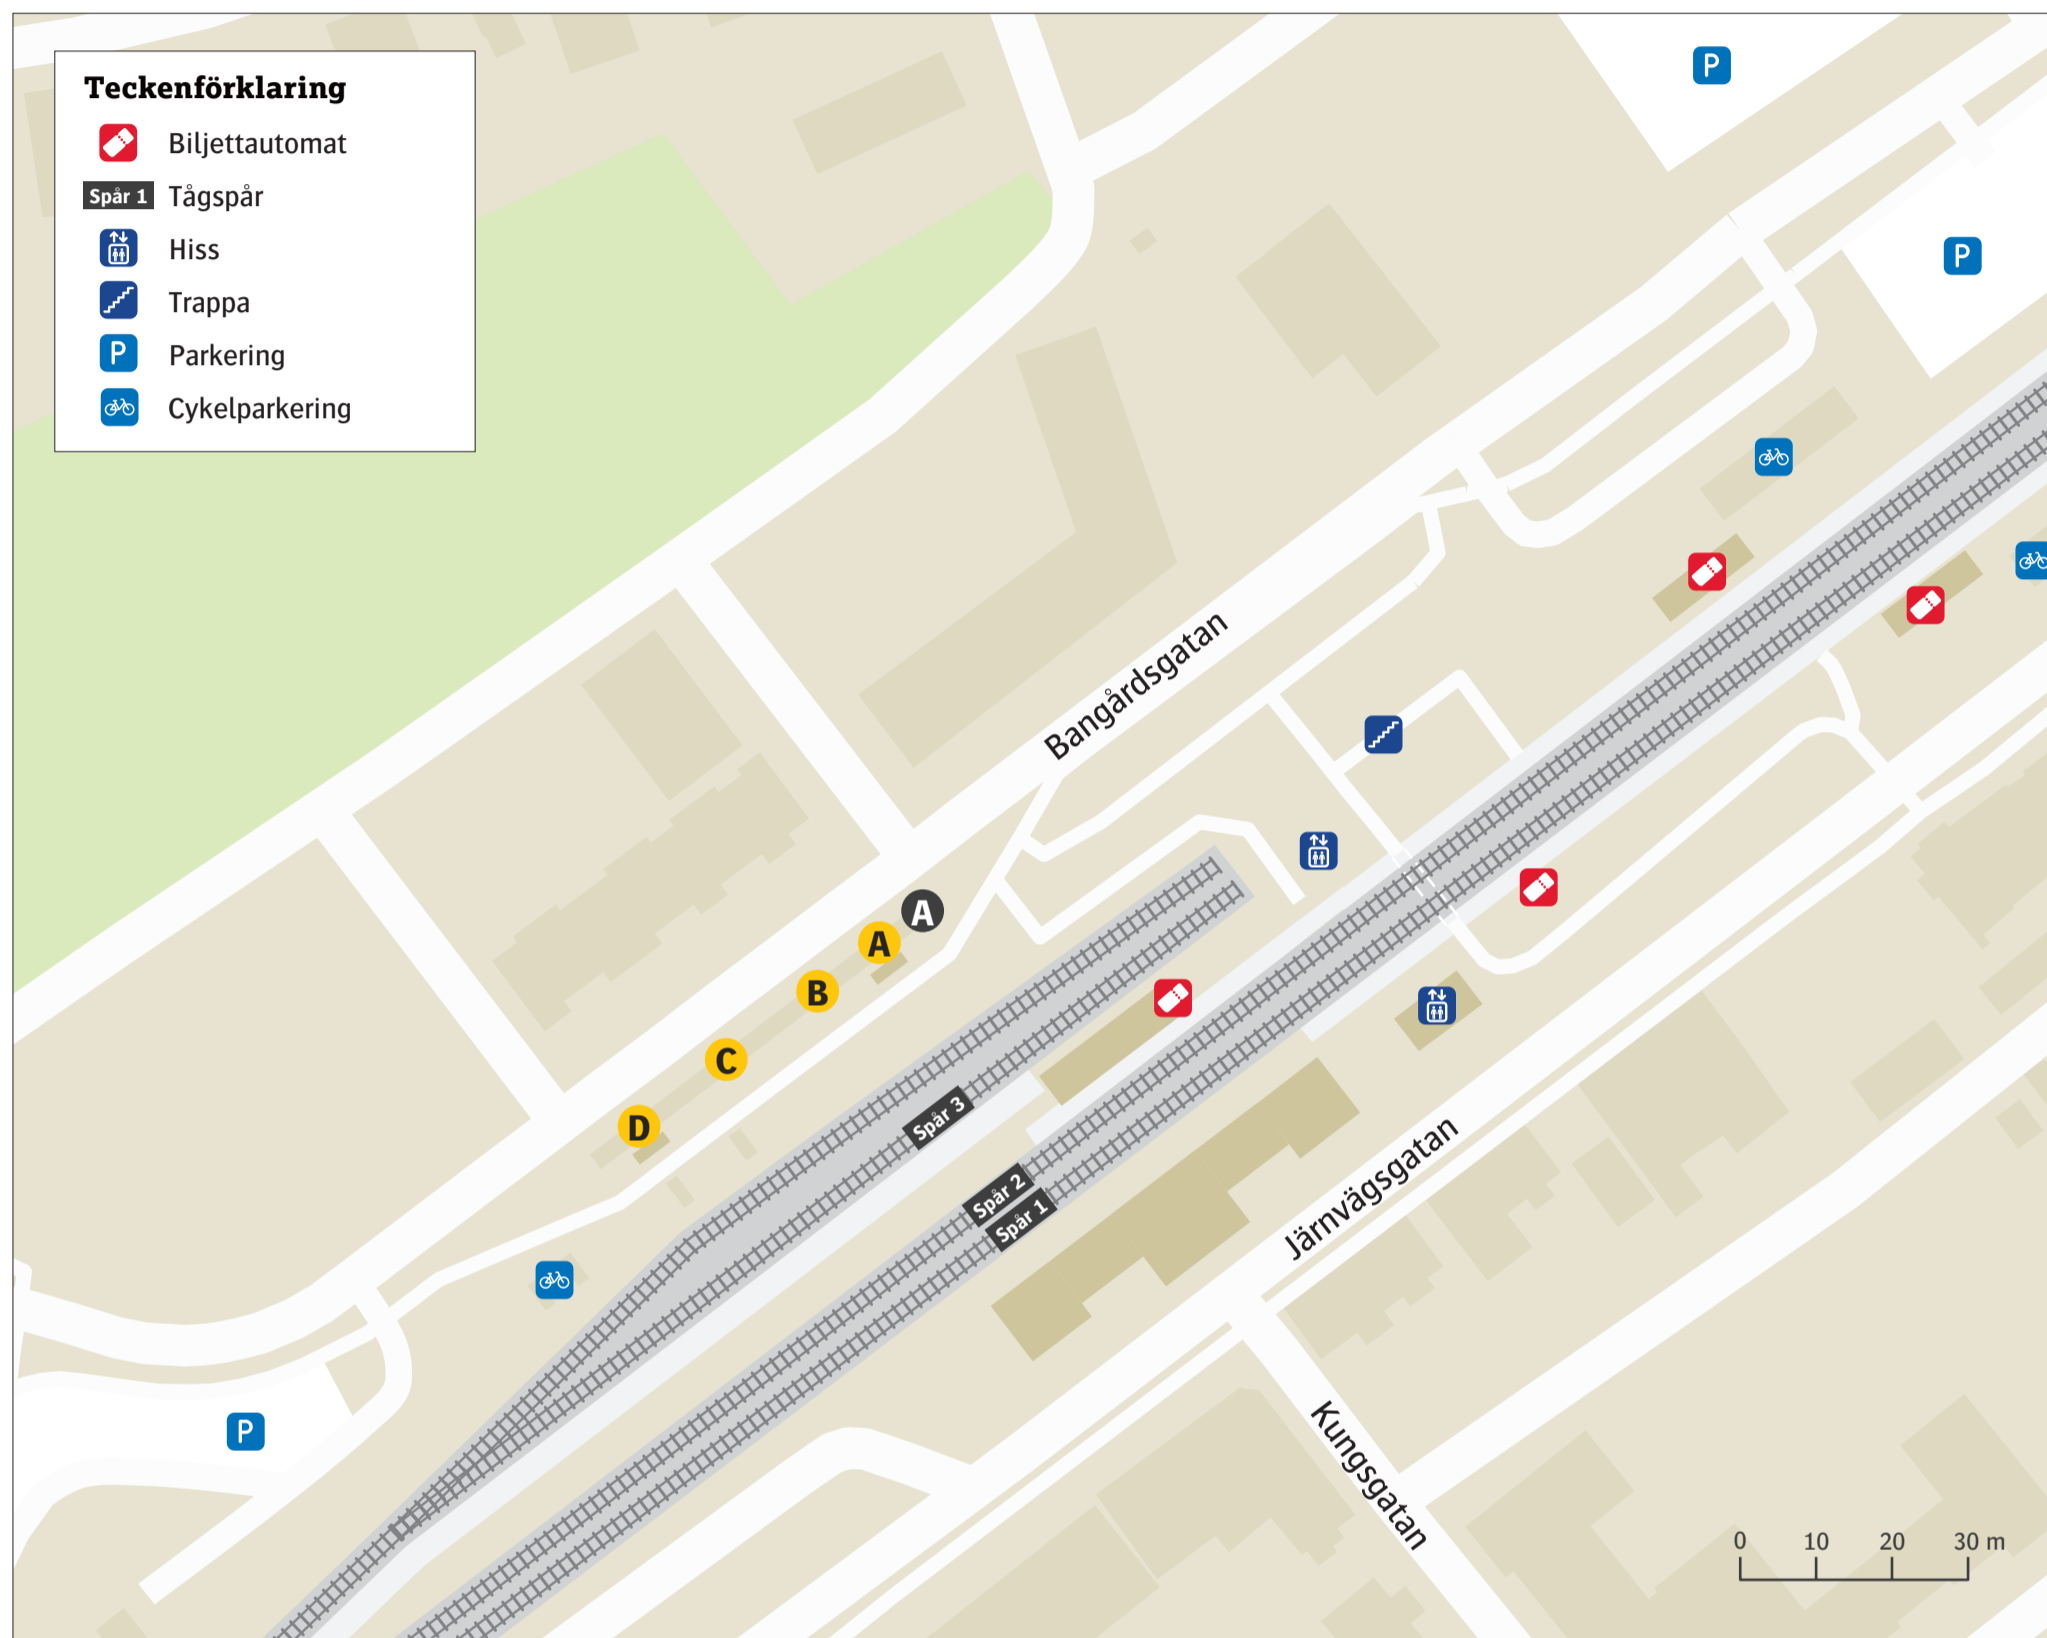 Teckenförklaring
Biljettautomat
Spår 1 Tågspår
Hiss
Trappa
P Parkering
Cykelparkering
P
P
Bangårdsgatan
A
A
B
C
D
Spår 3
Spår 2
Spår 1
Järnvägsgatan
Kungsgatan
P
0 10 20 30 m